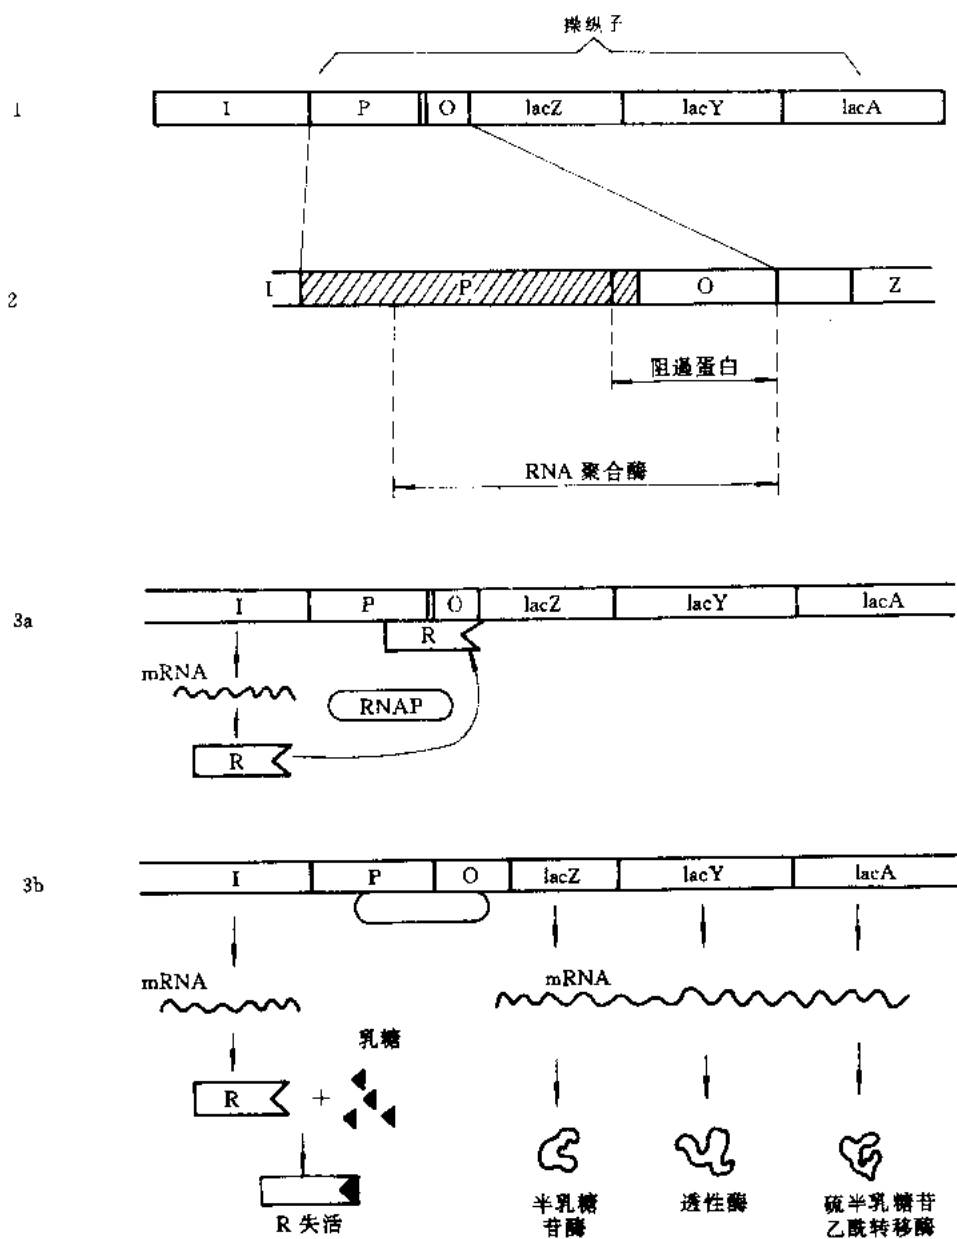 操纵子
1 I P O lacZ lacY lacA
2 I P O Z
阻遏蛋白
RNA 聚合酶
3a I P O lacZ lacY lacA
R
mRNA
RNAP
R
3b I P O lacZ lacY lacA
mRNA mRNA
乳糖
R +
半乳糖 透性酶 硫半乳糖苷
苷酶 乙酰转移酶
R 失活